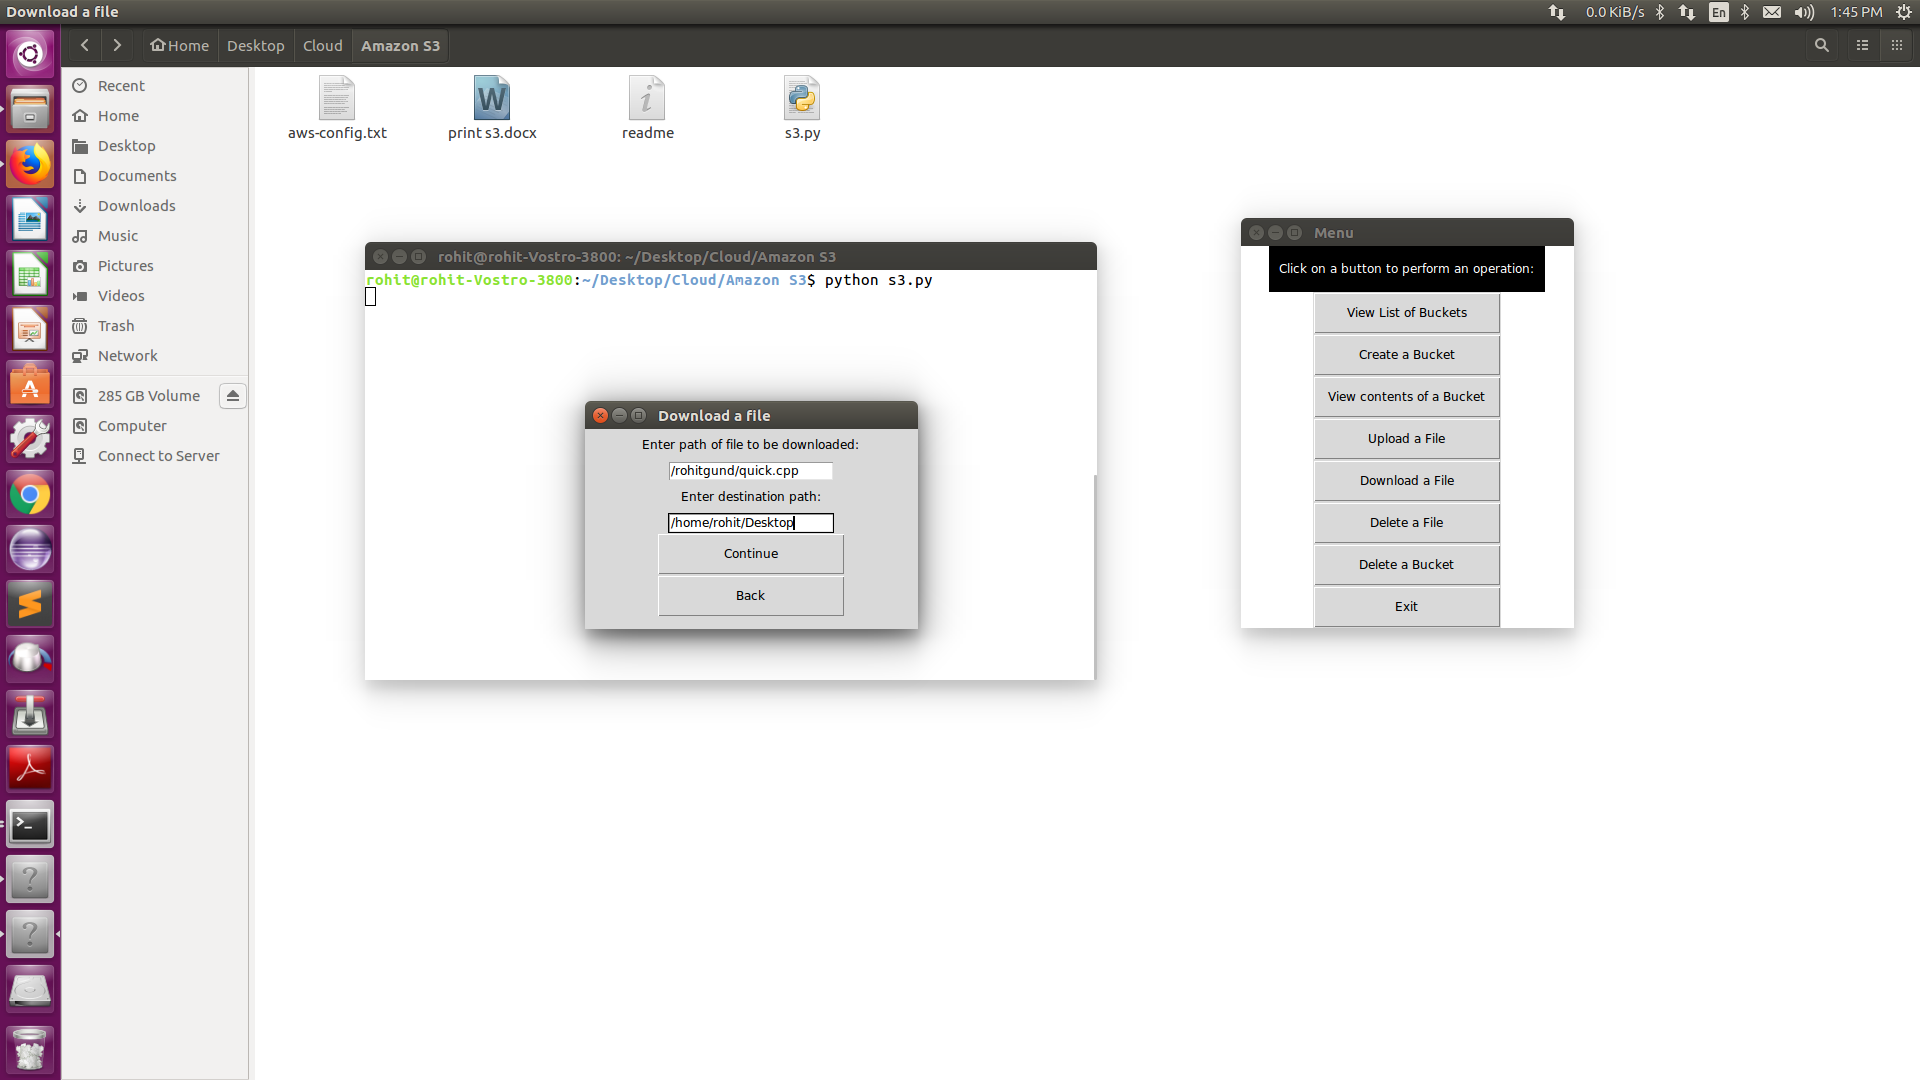 Download a file
0.0 KiB/s
En
1:45 PM
Home
Desktop
Cloud
Amazon S3
Recent
Home
Desktop
Documents
Downloads
Music
Pictures
Videos
Trash
Network
285 GB Volume
Computer
Connect to Server
aws-config.txt
print s3.docx
readme
s3.py
rohit@rohit-Vostro-3800: ~/Desktop/Cloud/Amazon S3
rohit@rohit-Vostro-3800:~/Desktop/Cloud/Amazon S3$ python s3.py
Download a file
Enter path of file to be downloaded:
/rohitgund/quick.cpp
Enter destination path:
/home/rohit/Desktop
Continue
Back
Menu
Click on a button to perform an operation:
View List of Buckets
Create a Bucket
View contents of a Bucket
Upload a File
Download a File
Delete a File
Delete a Bucket
Exit